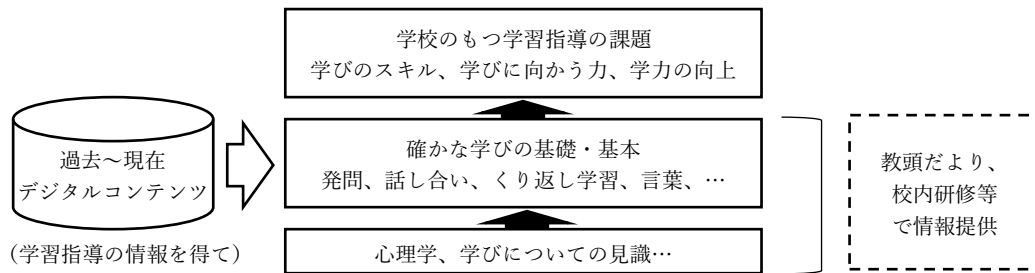 学校のもつ学習指導の課題
学びのスキル、学びに向かう力、学力の向上
過去～現在
デジタルコンテンツ
(学習指導の情報を得て)
確かな学びの基礎・基本
発問、話し合い、くり返し学習、言葉、…
心理学、学びについての見識…
教頭だより、
校内研修等
で情報提供